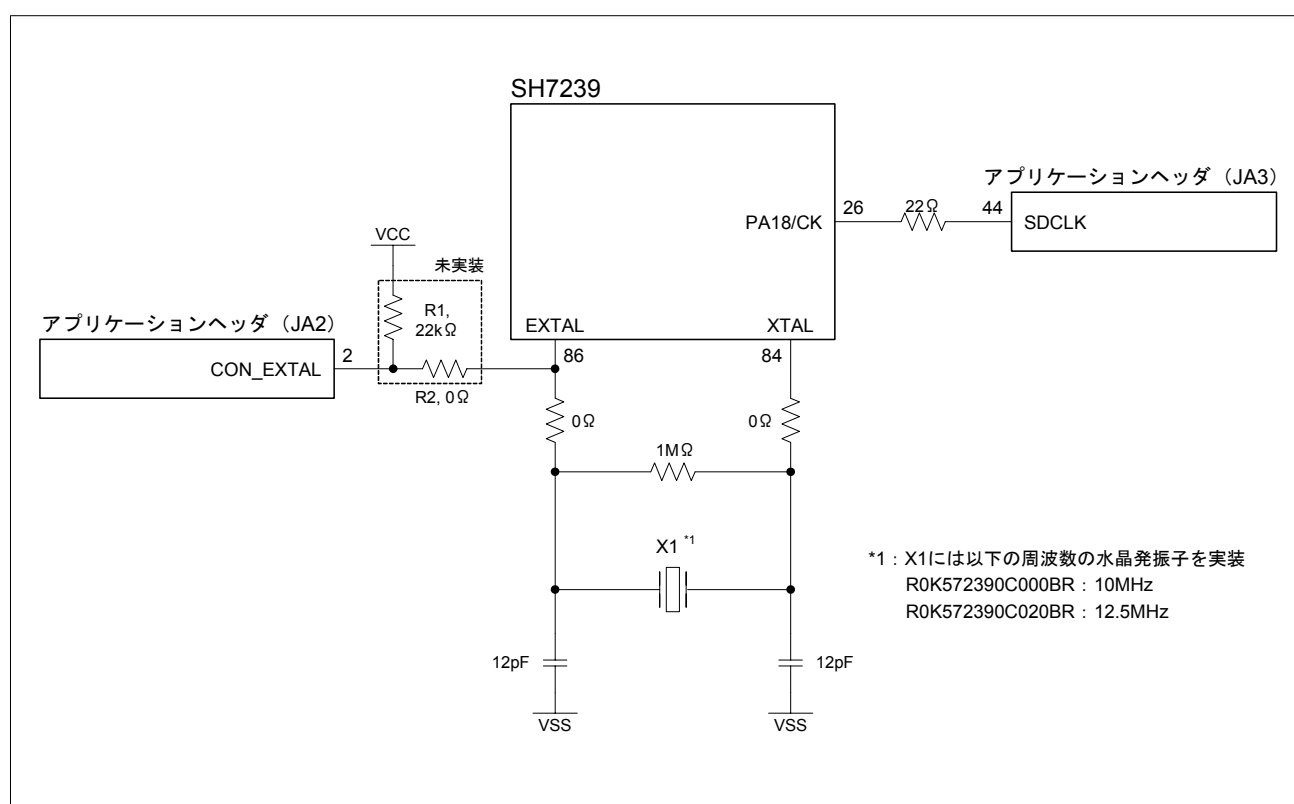 SH7239
アプリケーションヘッダ（JA3）
PA18/CK
26
22Ω
44
SDCLK
VCC
未実装
R1,
22kΩ
アプリケーションヘッダ（JA2）
CON_EXTAL
2
R2, 0Ω
EXTAL
XTAL
86
84
0Ω
0Ω
1MΩ
X1 *1
*1：X1には以下の周波数の水晶発振子を実装
R0K572390C000BR：10MHz
R0K572390C020BR：12.5MHz
12pF
12pF
VSS
VSS